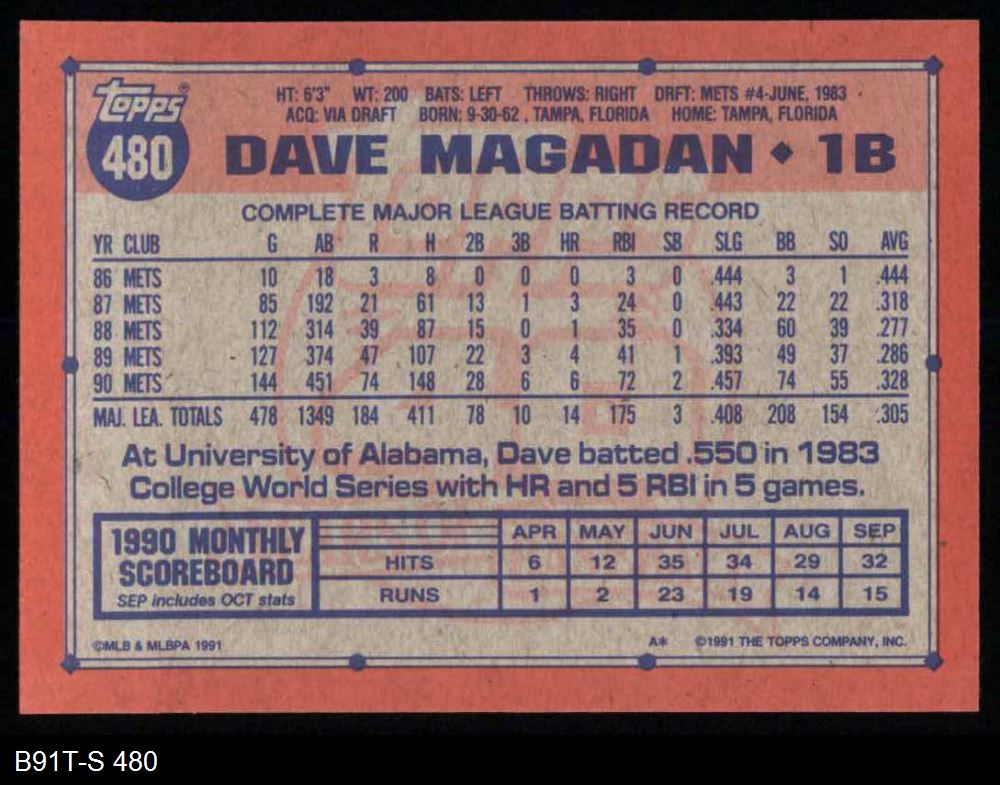 Topps®
480
HT: 6'3" WT: 200 BATS: LEFT THROWS: RIGHT DRFT: METS #4-JUNE, 1983
ACQ: VIA DRAFT BORN: 9-30-62 , TAMPA, FLORIDA HOME: TAMPA, FLORIDA
DAVE MAGADAN ◆ 1B
COMPLETE MAJOR LEAGUE BATTING RECORD
YR CLUB G AB R H 2B 3B HR RBI SB SLG BB SO AVG
86 METS 10 18 3 8 0 0 0 3 0 .444 3 1 .444
87 METS 85 192 21 61 13 1 3 24 0 .443 22 22 .318
88 METS 112 314 39 87 15 0 1 35 0 .334 60 39 .277
89 METS 127 374 47 107 22 3 4 41 1 .393 49 37 .286
90 METS 144 451 74 148 28 6 6 72 2 .457 74 55 .328
MAJ. LEA. TOTALS 478 1349 184 411 78 10 14 175 3 .408 208 154 .305
At University of Alabama, Dave batted .550 in 1983
College World Series with HR and 5 RBI in 5 games.
1990 MONTHLY
SCOREBOARD
SEP includes OCT stats
APR MAY JUN JUL AUG SEP
HITS 6 12 35 34 29 32
RUNS 1 2 23 19 14 15
©MLB & MLBPA 1991 A* ©1991 THE TOPPS COMPANY, INC.
B91T-S 480